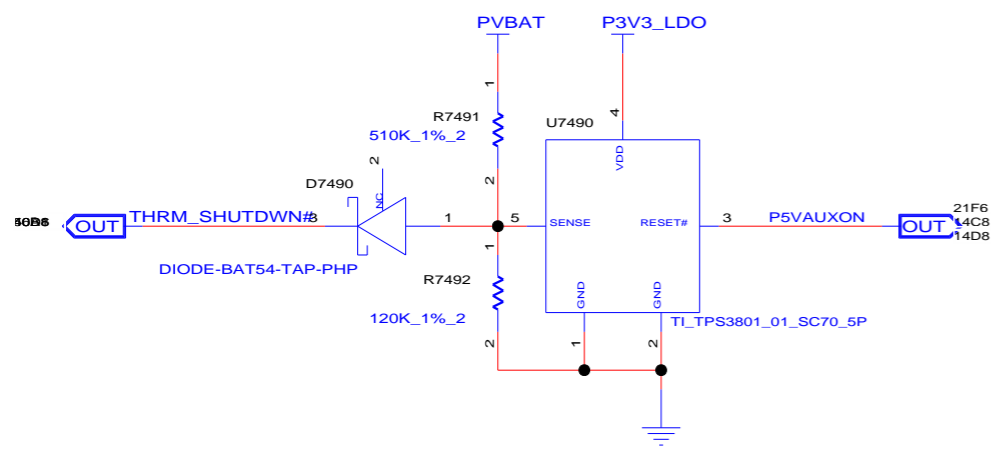 PVBAT
P3V3_LDO
1
4
R7491
U7490
510K_1%_2
VDD
2
2
D7490
NC
21F6
THRM_SHUTDWN#
3
1
5
SENSE
RESET#
3
P5VAUXON
OUT
OUT
14C8
14D8
1
DIODE-BAT54-TAP-PHP
R7492
GND
GND
120K_1%_2
TI_TPS3801_01_SC70_5P
2
1
2